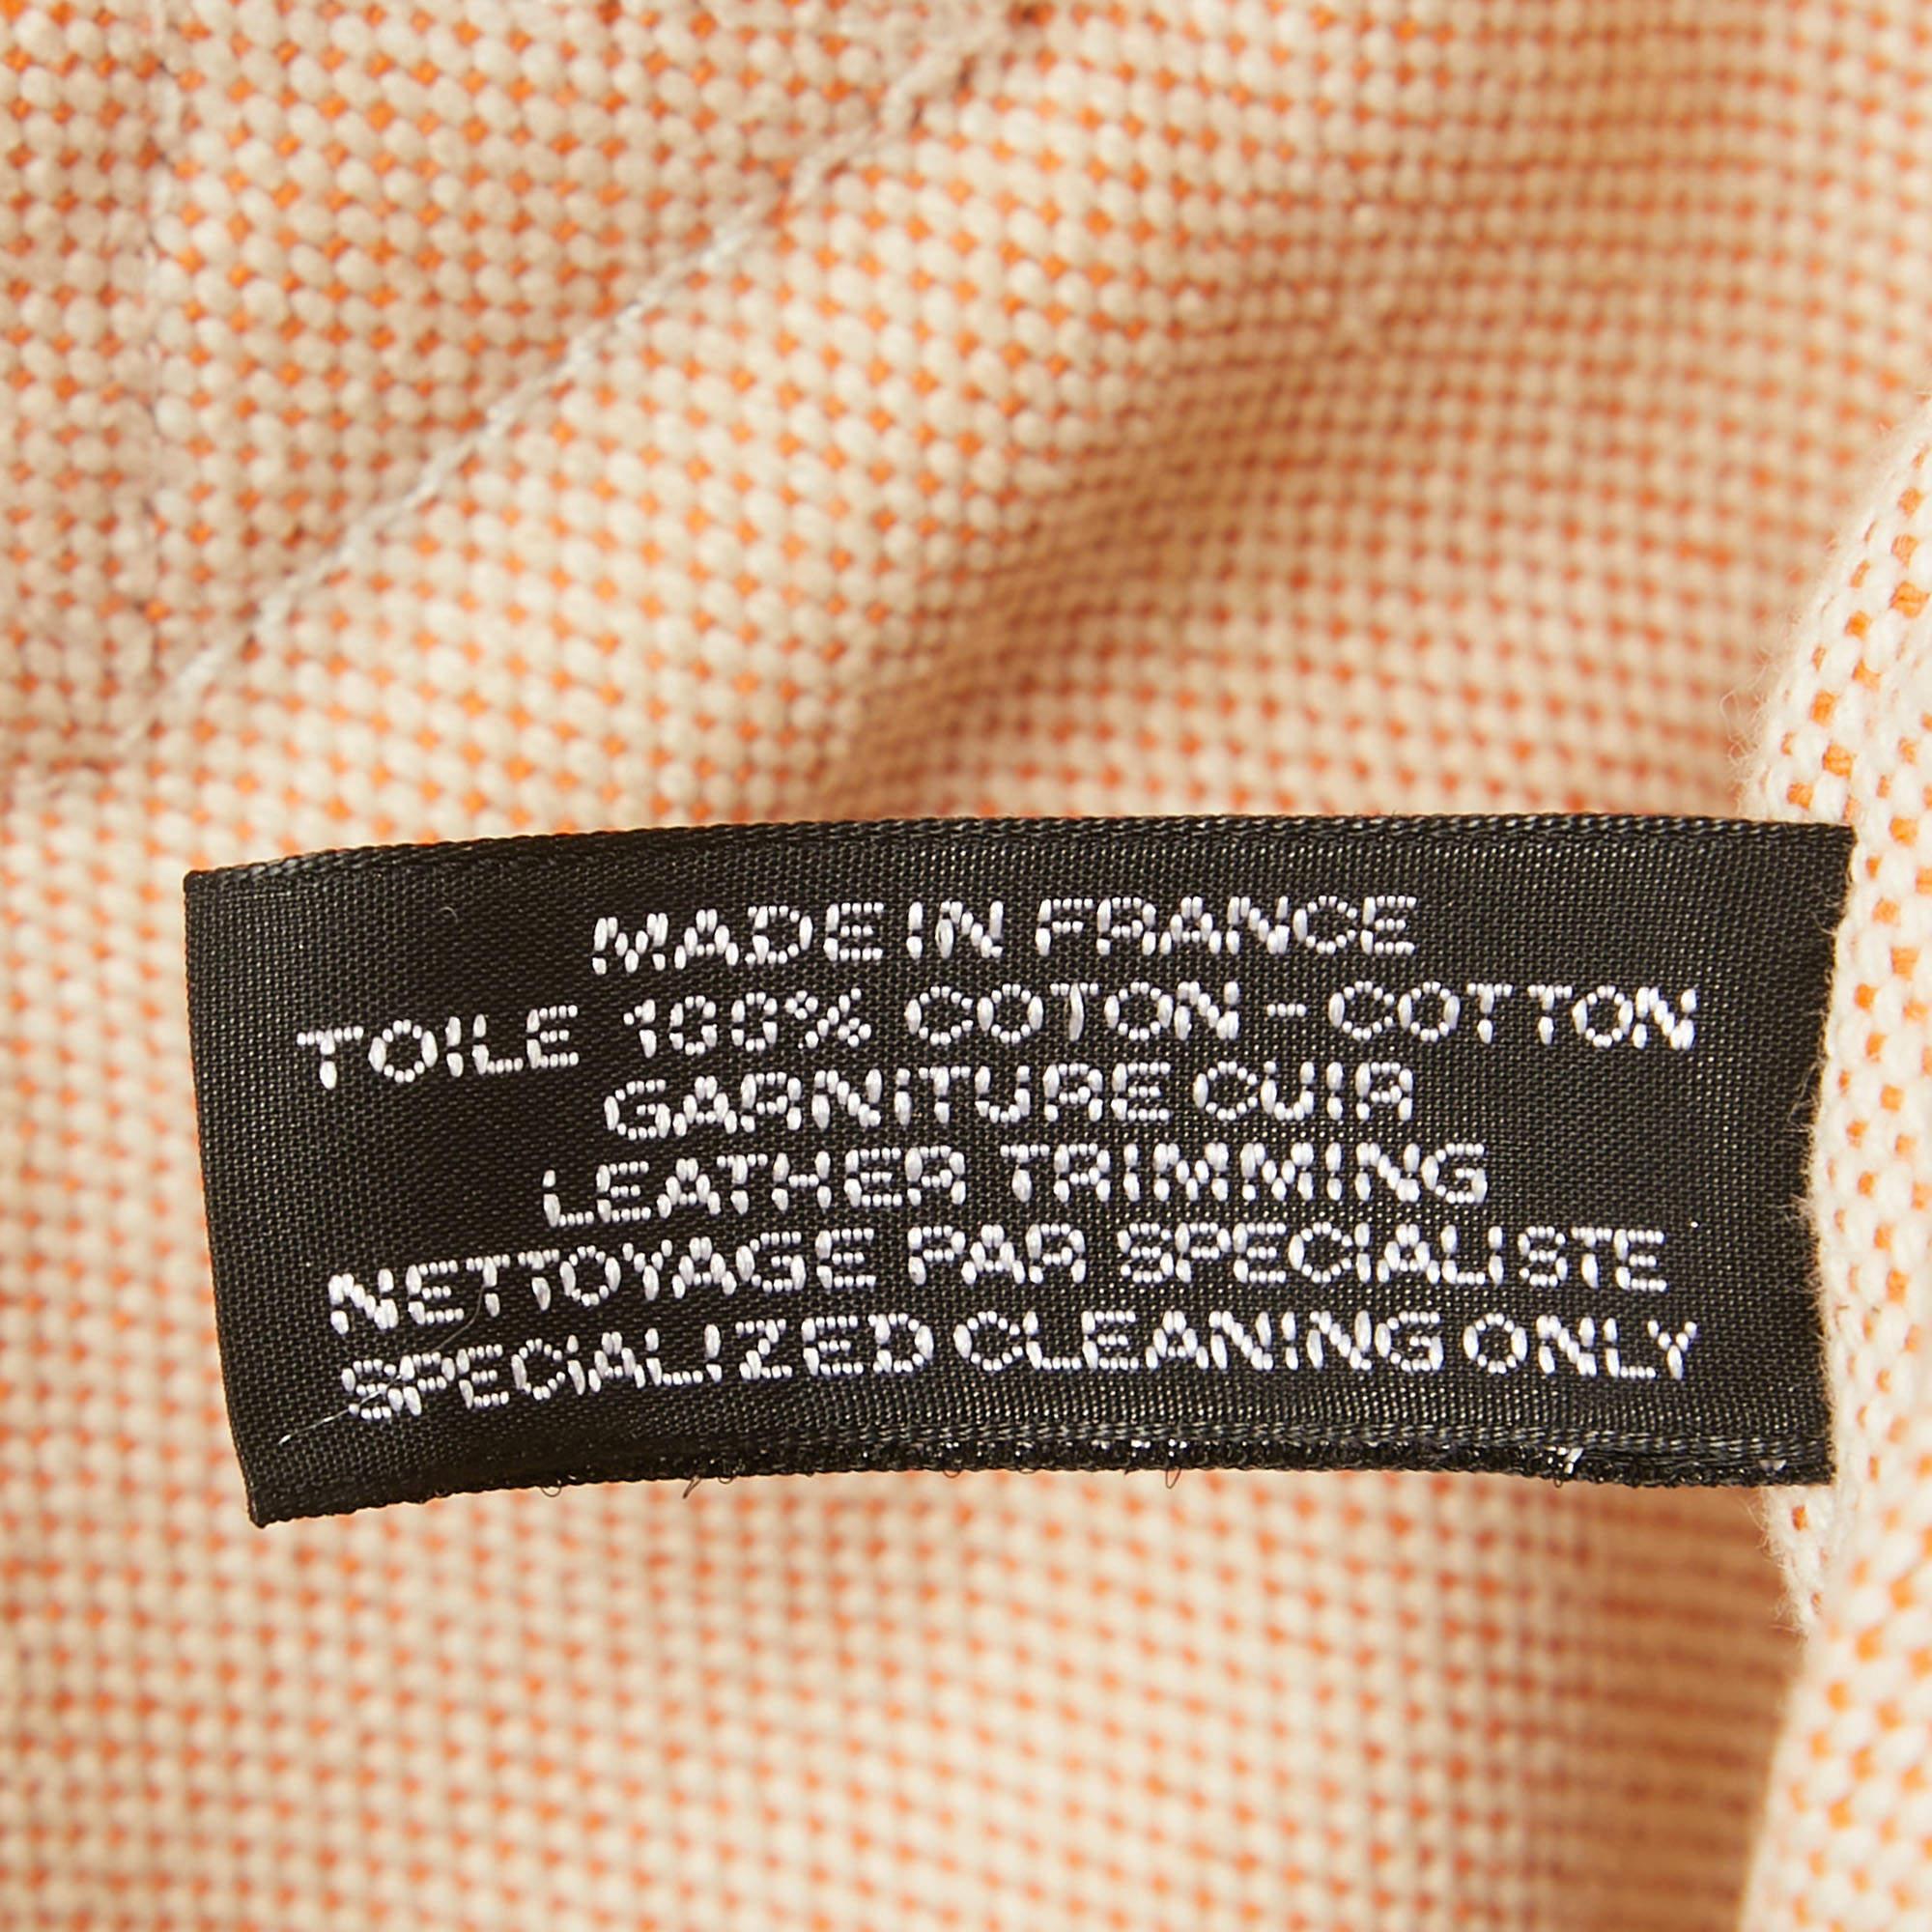 MADE IN FRANCE
TOILE 100% COTON - COTTON
GARNITURE CUIR
LEATHER TRIMMING
NETTOYAGE PAR SPECIALISTE
SPECIALIZED CLEANING ONLY